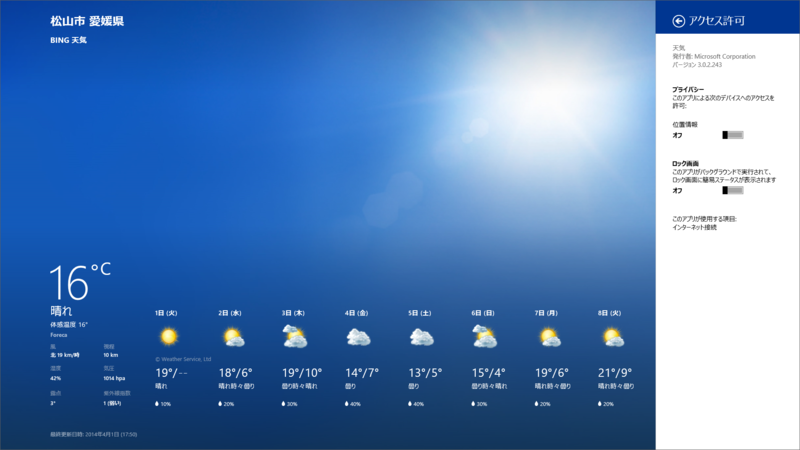 松山市 愛媛県
BING 天気
16°C
晴れ
体感温度 16°
Foreca
風 視程
北 19 km/時 10 km
湿度 気圧
42% 1014 hpa
露点 紫外線指数
3° 1 (弱い)
1日 (火) 2日 (水) 3日 (木) 4日 (金) 5日 (土) 6日 (日) 7日 (月) 8日 (火)
© Weather Service, Ltd
19°/-- 18°/6° 19°/10° 14°/7° 13°/5° 15°/4° 19°/6° 21°/9°
晴れ 晴れ時々曇り 曇り時々晴れ 曇り 曇り 曇り時々晴れ 晴れ時々曇り 晴れ時々曇り
10% 20% 30% 40% 40% 30% 20% 20%
最終更新日時: 2014年4月1日 (17:50)
アクセス許可
天気
発行者: Microsoft Corporation
バージョン 3.0.2.243
プライバシー
このアプリによる次のデバイスへのアクセスを
許可:
位置情報
オフ
ロック画面
このアプリがバックグラウンドで実行されて、
ロック画面に簡易ステータスが表示されます
オフ
このアプリが使用する項目:
インターネット接続